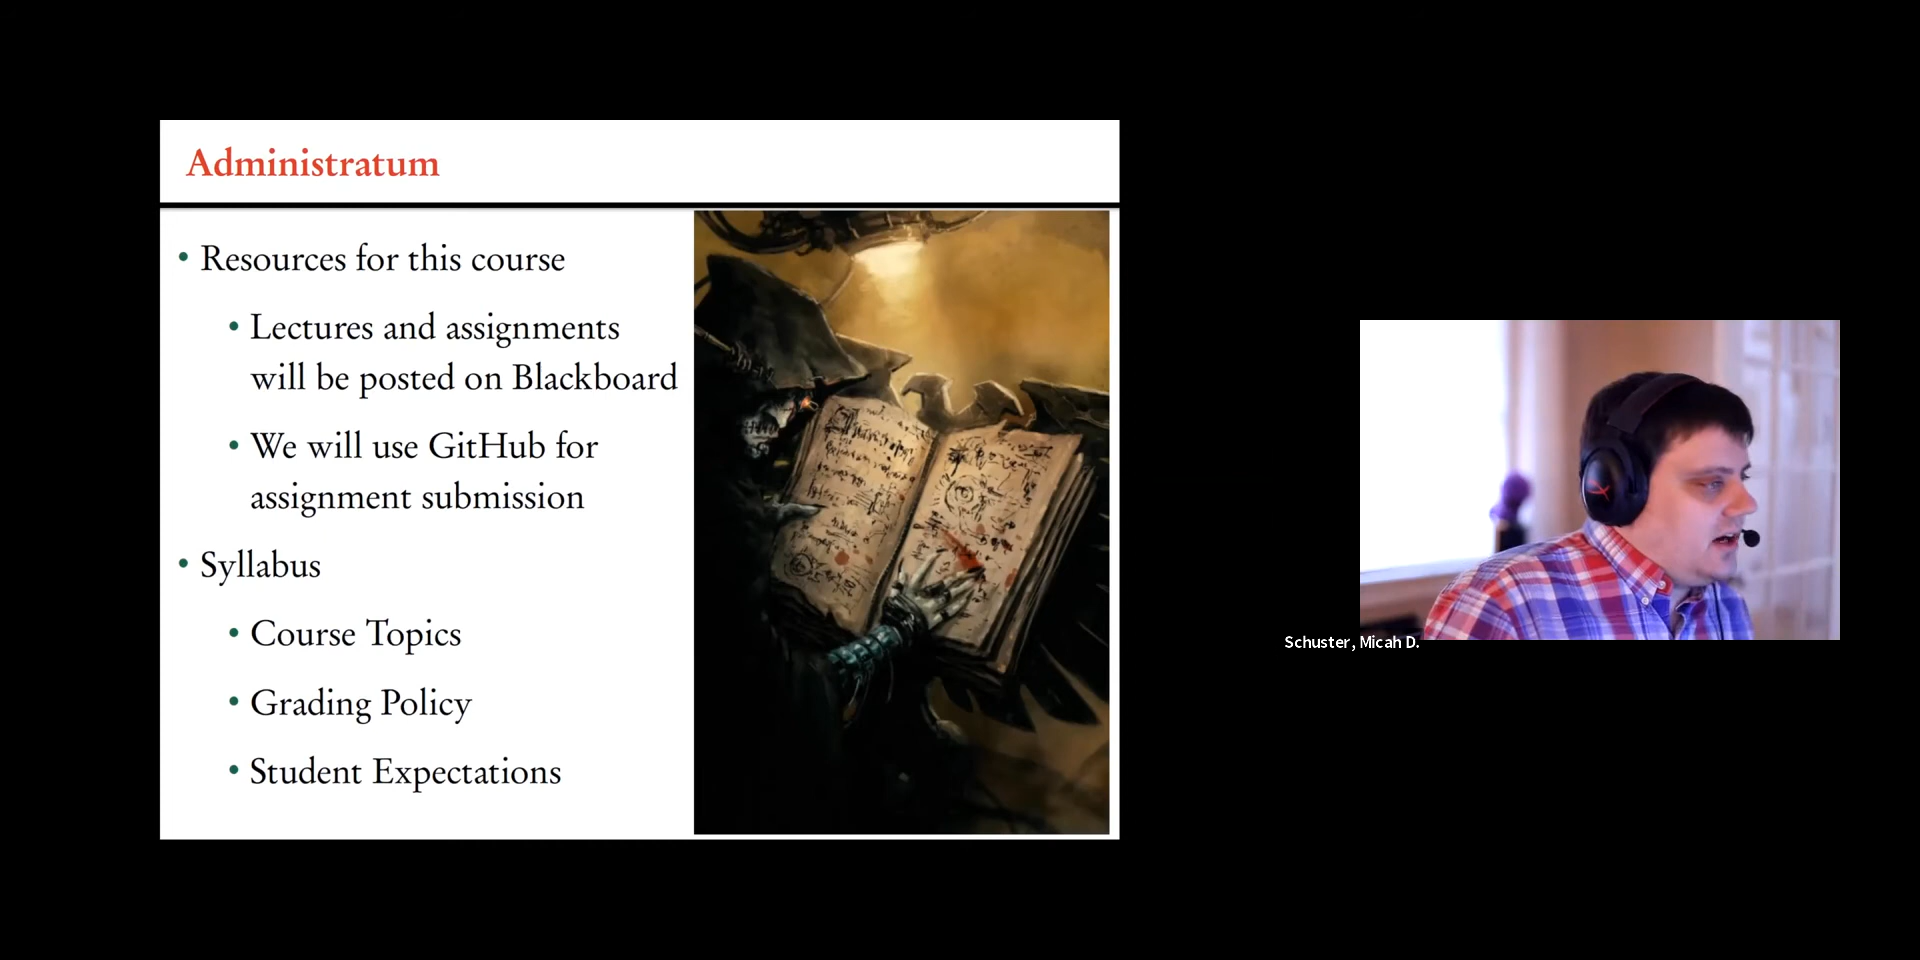 Administratum
• Resources for this course
• Lectures and assignments
will be posted on Blackboard
• We will use GitHub for
assignment submission
• Syllabus
• Course Topics
• Grading Policy
• Student Expectations
Schuster, Micah D.